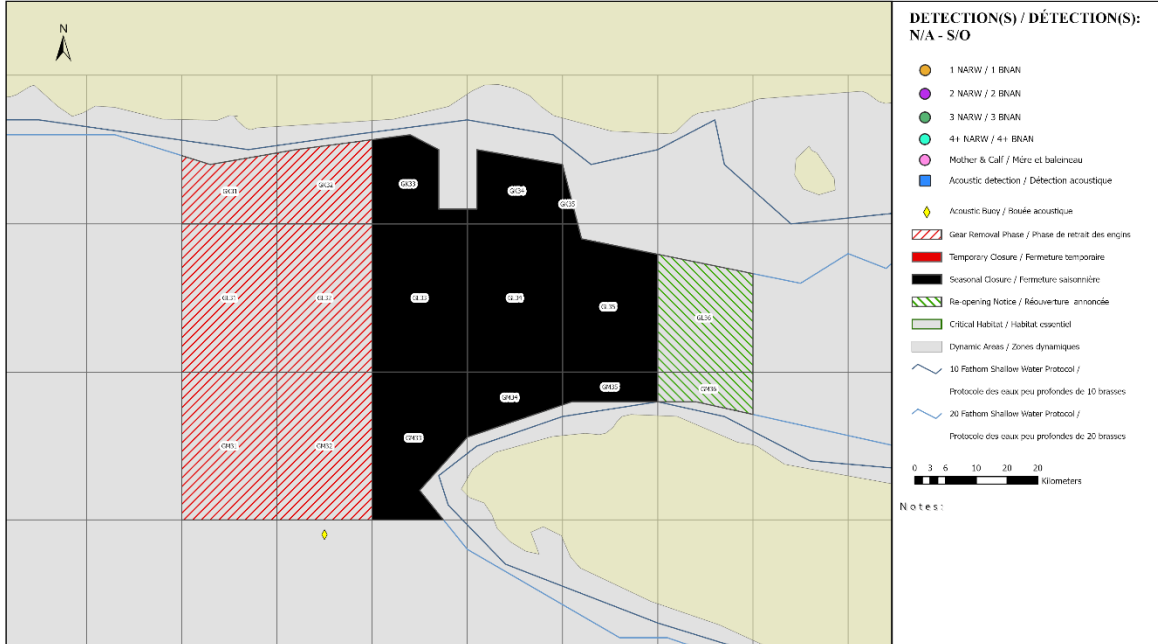 N
GK31
GK32
GK33
GK34
GK35
GL31
GL32
GL33
GL34
GL35
GL36
GM31
GM32
GM33
GM34
GM35
GM36
DETECTION(S) / DÉTECTION(S):
N/A - S/O
1 NARW / 1 BNAN
2 NARW / 2 BNAN
3 NARW / 3 BNAN
4+ NARW / 4+ BNAN
Mother & Calf / Mère et baleineau
Acoustic detection / Détection acoustique
Acoustic Buoy / Bouée acoustique
Gear Removal Phase / Phase de retrait des engins
Temporary Closure / Fermeture temporaire
Seasonal Closure / Fermeture saisonnière
Re-opening Notice / Réouverture annoncée
Critical Habitat / Habitat essentiel
Dynamic Areas / Zones dynamiques
10 Fathom Shallow Water Protocol /
Protocole des eaux peu profondes de 10 brasses
20 Fathom Shallow Water Protocol /
Protocole des eaux peu profondes de 20 brasses
0 3 6 10 20 20
Kilometers
Notes: